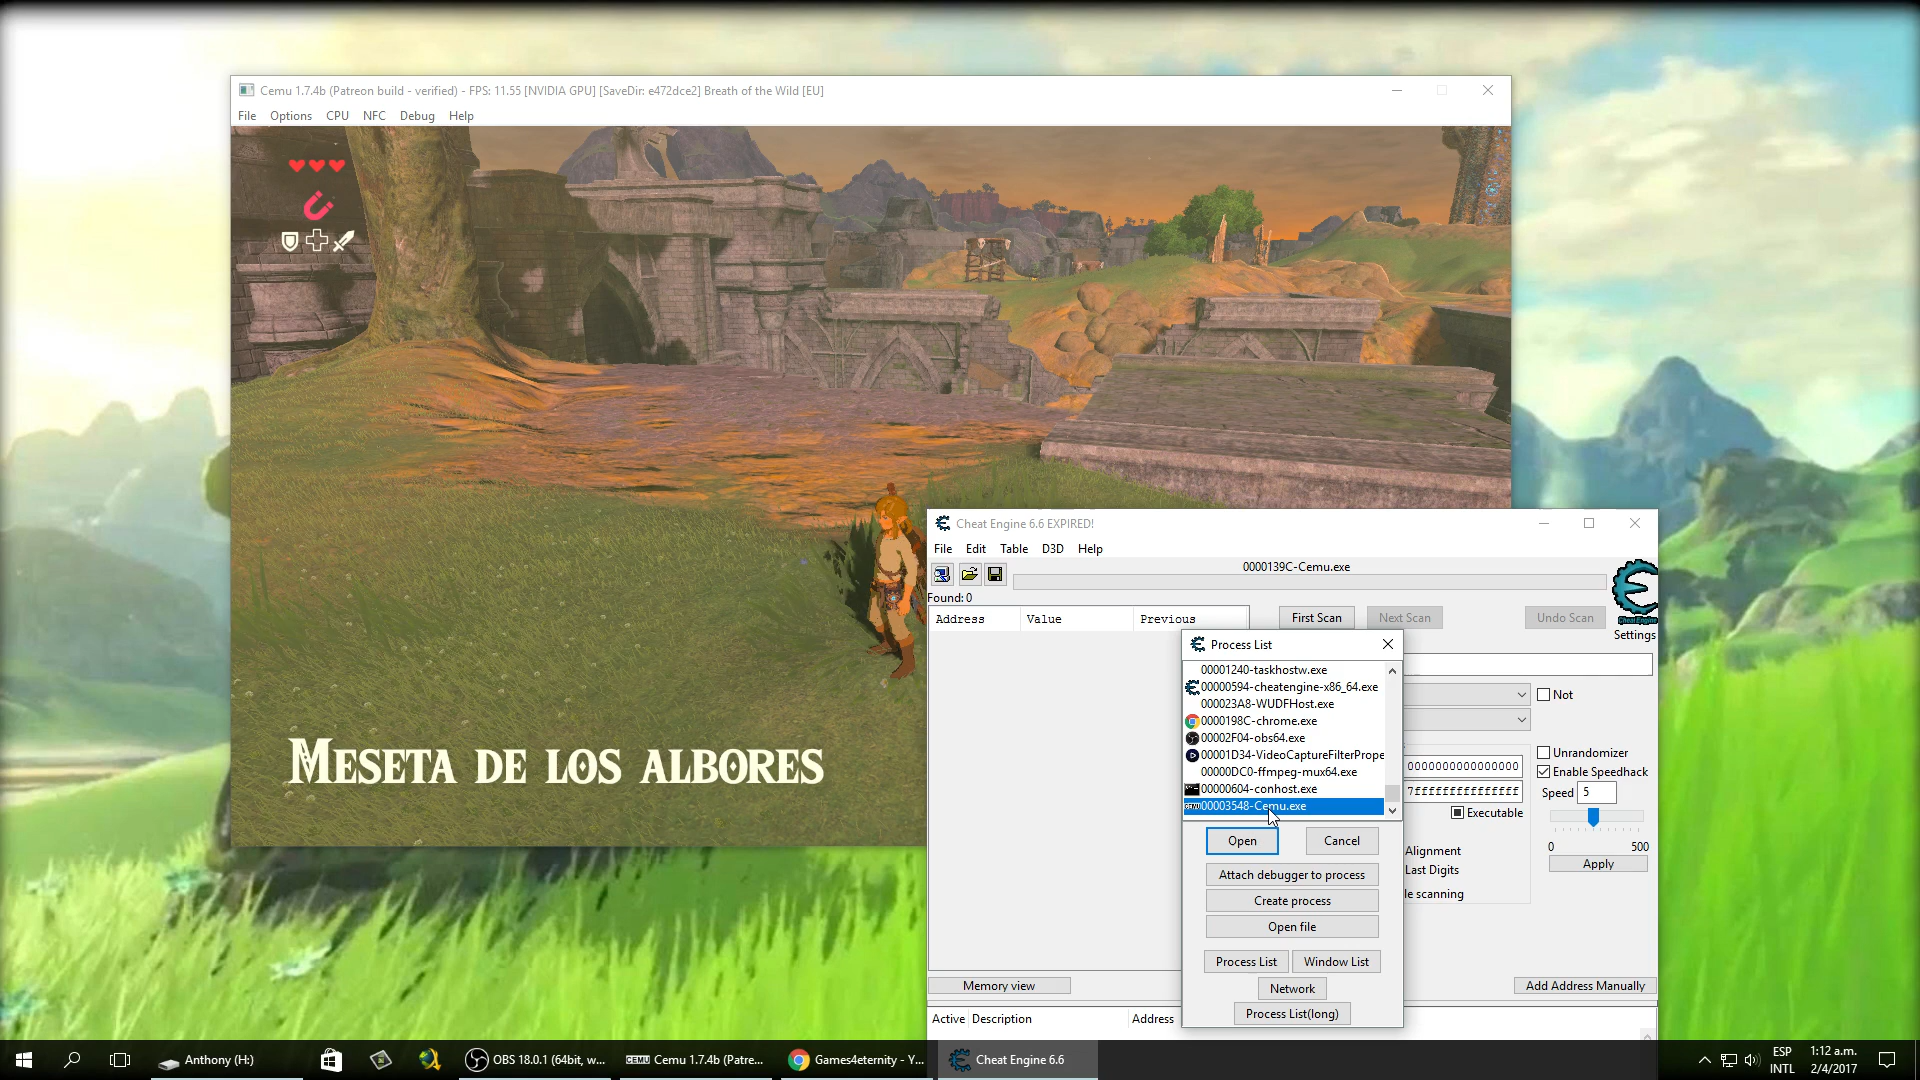 Cemu 1.7.4b (Patreon build - verified) - FPS: 11.55 [NVIDIA GPU] [SaveDir: e472dce2] Breath of the Wild [EU]
File Options CPU NFC Debug Help
MESETA DE LOS ALBORES
Cheat Engine 6.6 EXPIRED!
File Edit Table D3D Help
0000139C-Cemu.exe
Found: 0
Address Value Previous
First Scan Next Scan Undo Scan
Settings
Process List
00001240-taskhostw.exe
00000594-cheatengine-x86_64.exe
000023A8-WUDFHost.exe
0000198C-chrome.exe
00002F04-obs64.exe
00001D34-VideoCaptureFilterPrope
00000DC0-ffmpeg-mux64.exe
00000604-conhost.exe
CEMU 00003548-Cemu.exe
Open Cancel
Attach debugger to process
Create process
Open file
Process List Window List
Network
Process List(long)
Not
Unrandomizer
0000000000000000
Enable Speedhack
7fffffffffffffff
Speed 5
Executable
0 500
Alignment
Apply
Last Digits
le scanning
Memory view
Add Address Manually
Active Description Address
Anthony (H:)
OBS 18.0.1 (64bit, w...
CEMU Cemu 1.7.4b (Patre...
Games4eternity - Y...
Cheat Engine 6.6
ESP
INTL
1:12 a.m.
2/4/2017